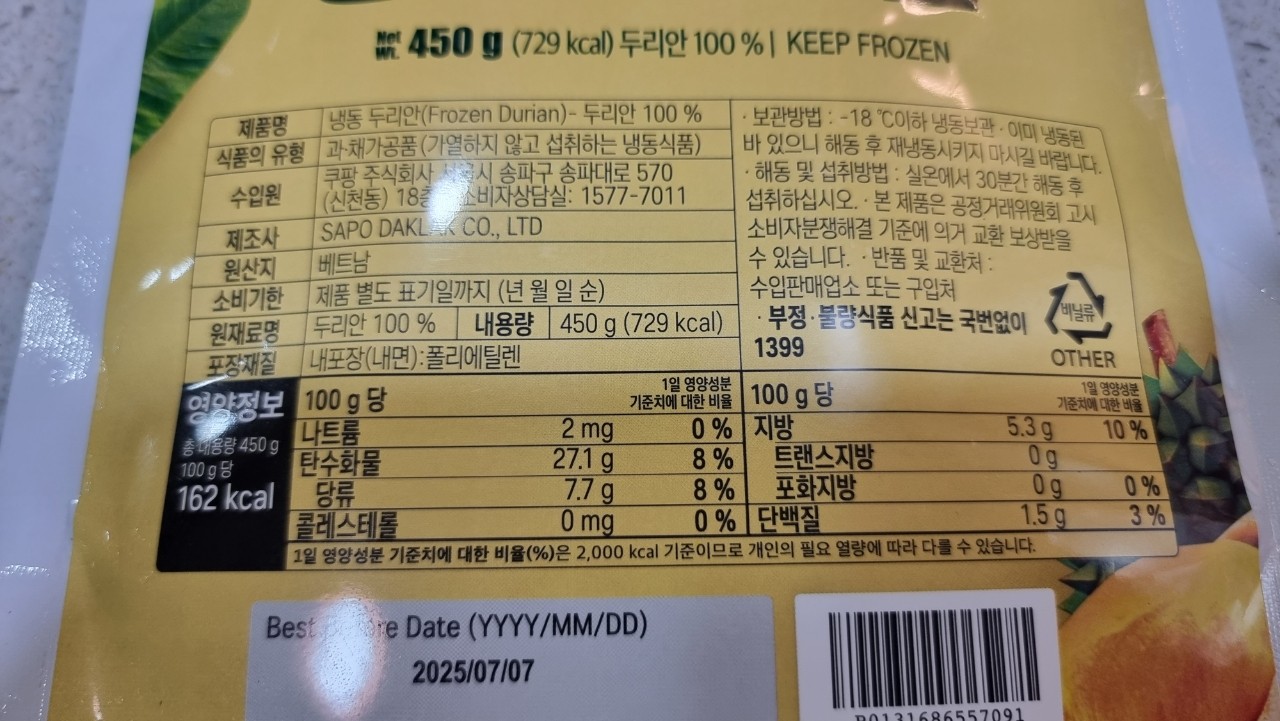 Net Wt. 450 g (729 kcal) 두리안 100 % | KEEP FROZEN
제품명 냉동 두리안(Frozen Durian)- 두리안 100 %
식품의 유형 과·채가공품 (가열하지 않고 섭취하는 냉동식품)
수입원 쿠팡 주식회사 송파구 송파대로 570
(신천동) 1577-7011
제조사 SAPO CO., LTD
원산지 베트남
소비기한 제품 별도 표기일까지 (년 월 일 순)
원재료명 두리안 100 % 내용량 450 g (729 kcal)
포장재질 내포장(내면):폴리에틸렌
· 보관방법 : -18 ℃이하 냉동보관 · 이미 냉동된
바 있으니 해동 후 재냉동시키지 마시길 바랍니다.
· 해동 및 섭취방법 : 실온에서 30분간 해동 후
섭취하십시오. · 본 제품은 공정거래위원회 고시
소비자분쟁해결 기준에 의거 교환 보상받을
수 있습니다. · 반품 및 교환처 :
수입판매업소 또는 구입처
· 부정·불량식품 신고는 국번없이
1399
비닐류
OTHER
영양정보
총 내용량 450 g
100 g 당
162 kcal
100 g 당 1일 영양성분
기준치에 대한 비율
나트륨 2 mg 0 %
탄수화물 27.1 g 8 %
당류 7.7 g 8 %
콜레스테롤 0 mg 0 %
100 g 당 1일 영양성분
기준치에 대한 비율
지방 5.3 g 10 %
트랜스지방 0 g
포화지방 0 g 0 %
단백질 1.5 g 3 %
1일 영양성분 기준치에 대한 비율(%)은 2,000 kcal 기준이므로 개인의 필요 열량에 따라 다를 수 있습니다.
Best Date (YYYY/MM/DD)
2025/07/07
R0131686557091